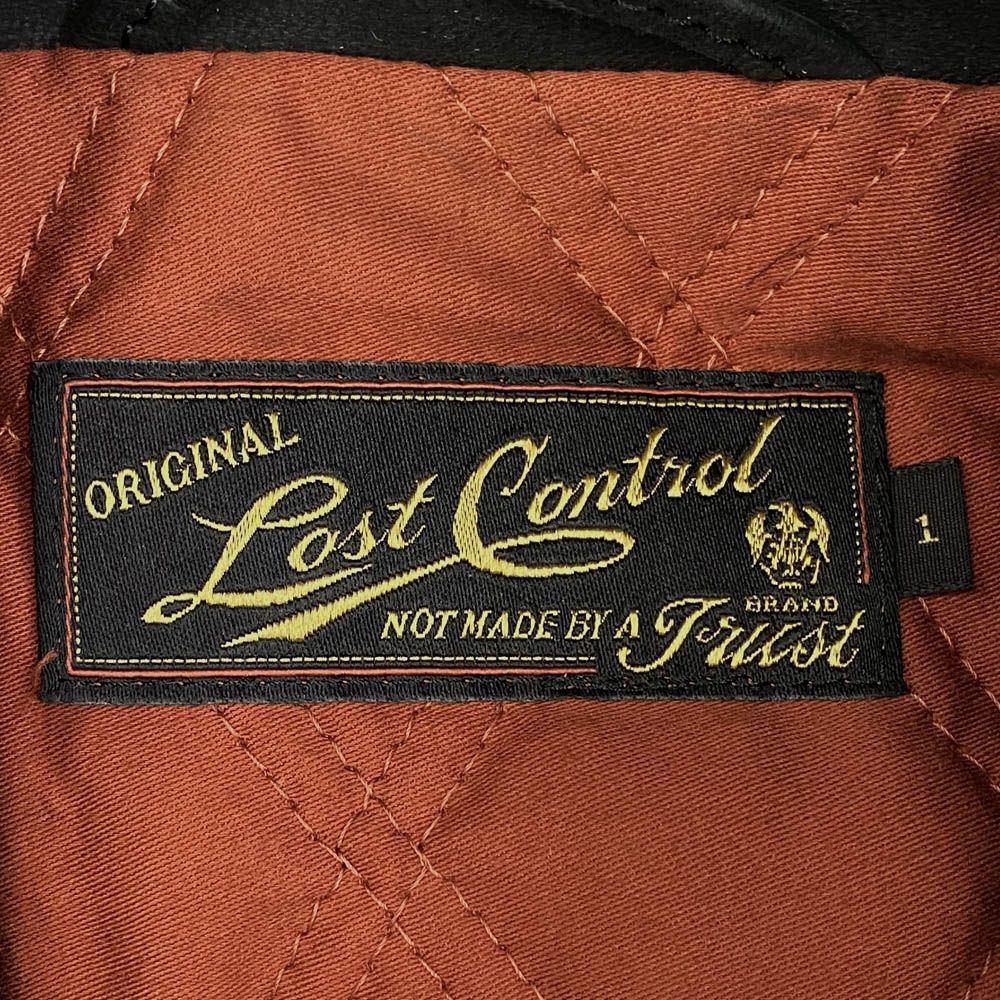 ORIGINAL
Lost Control
BRAND
NOT MADE BY A Trust
1